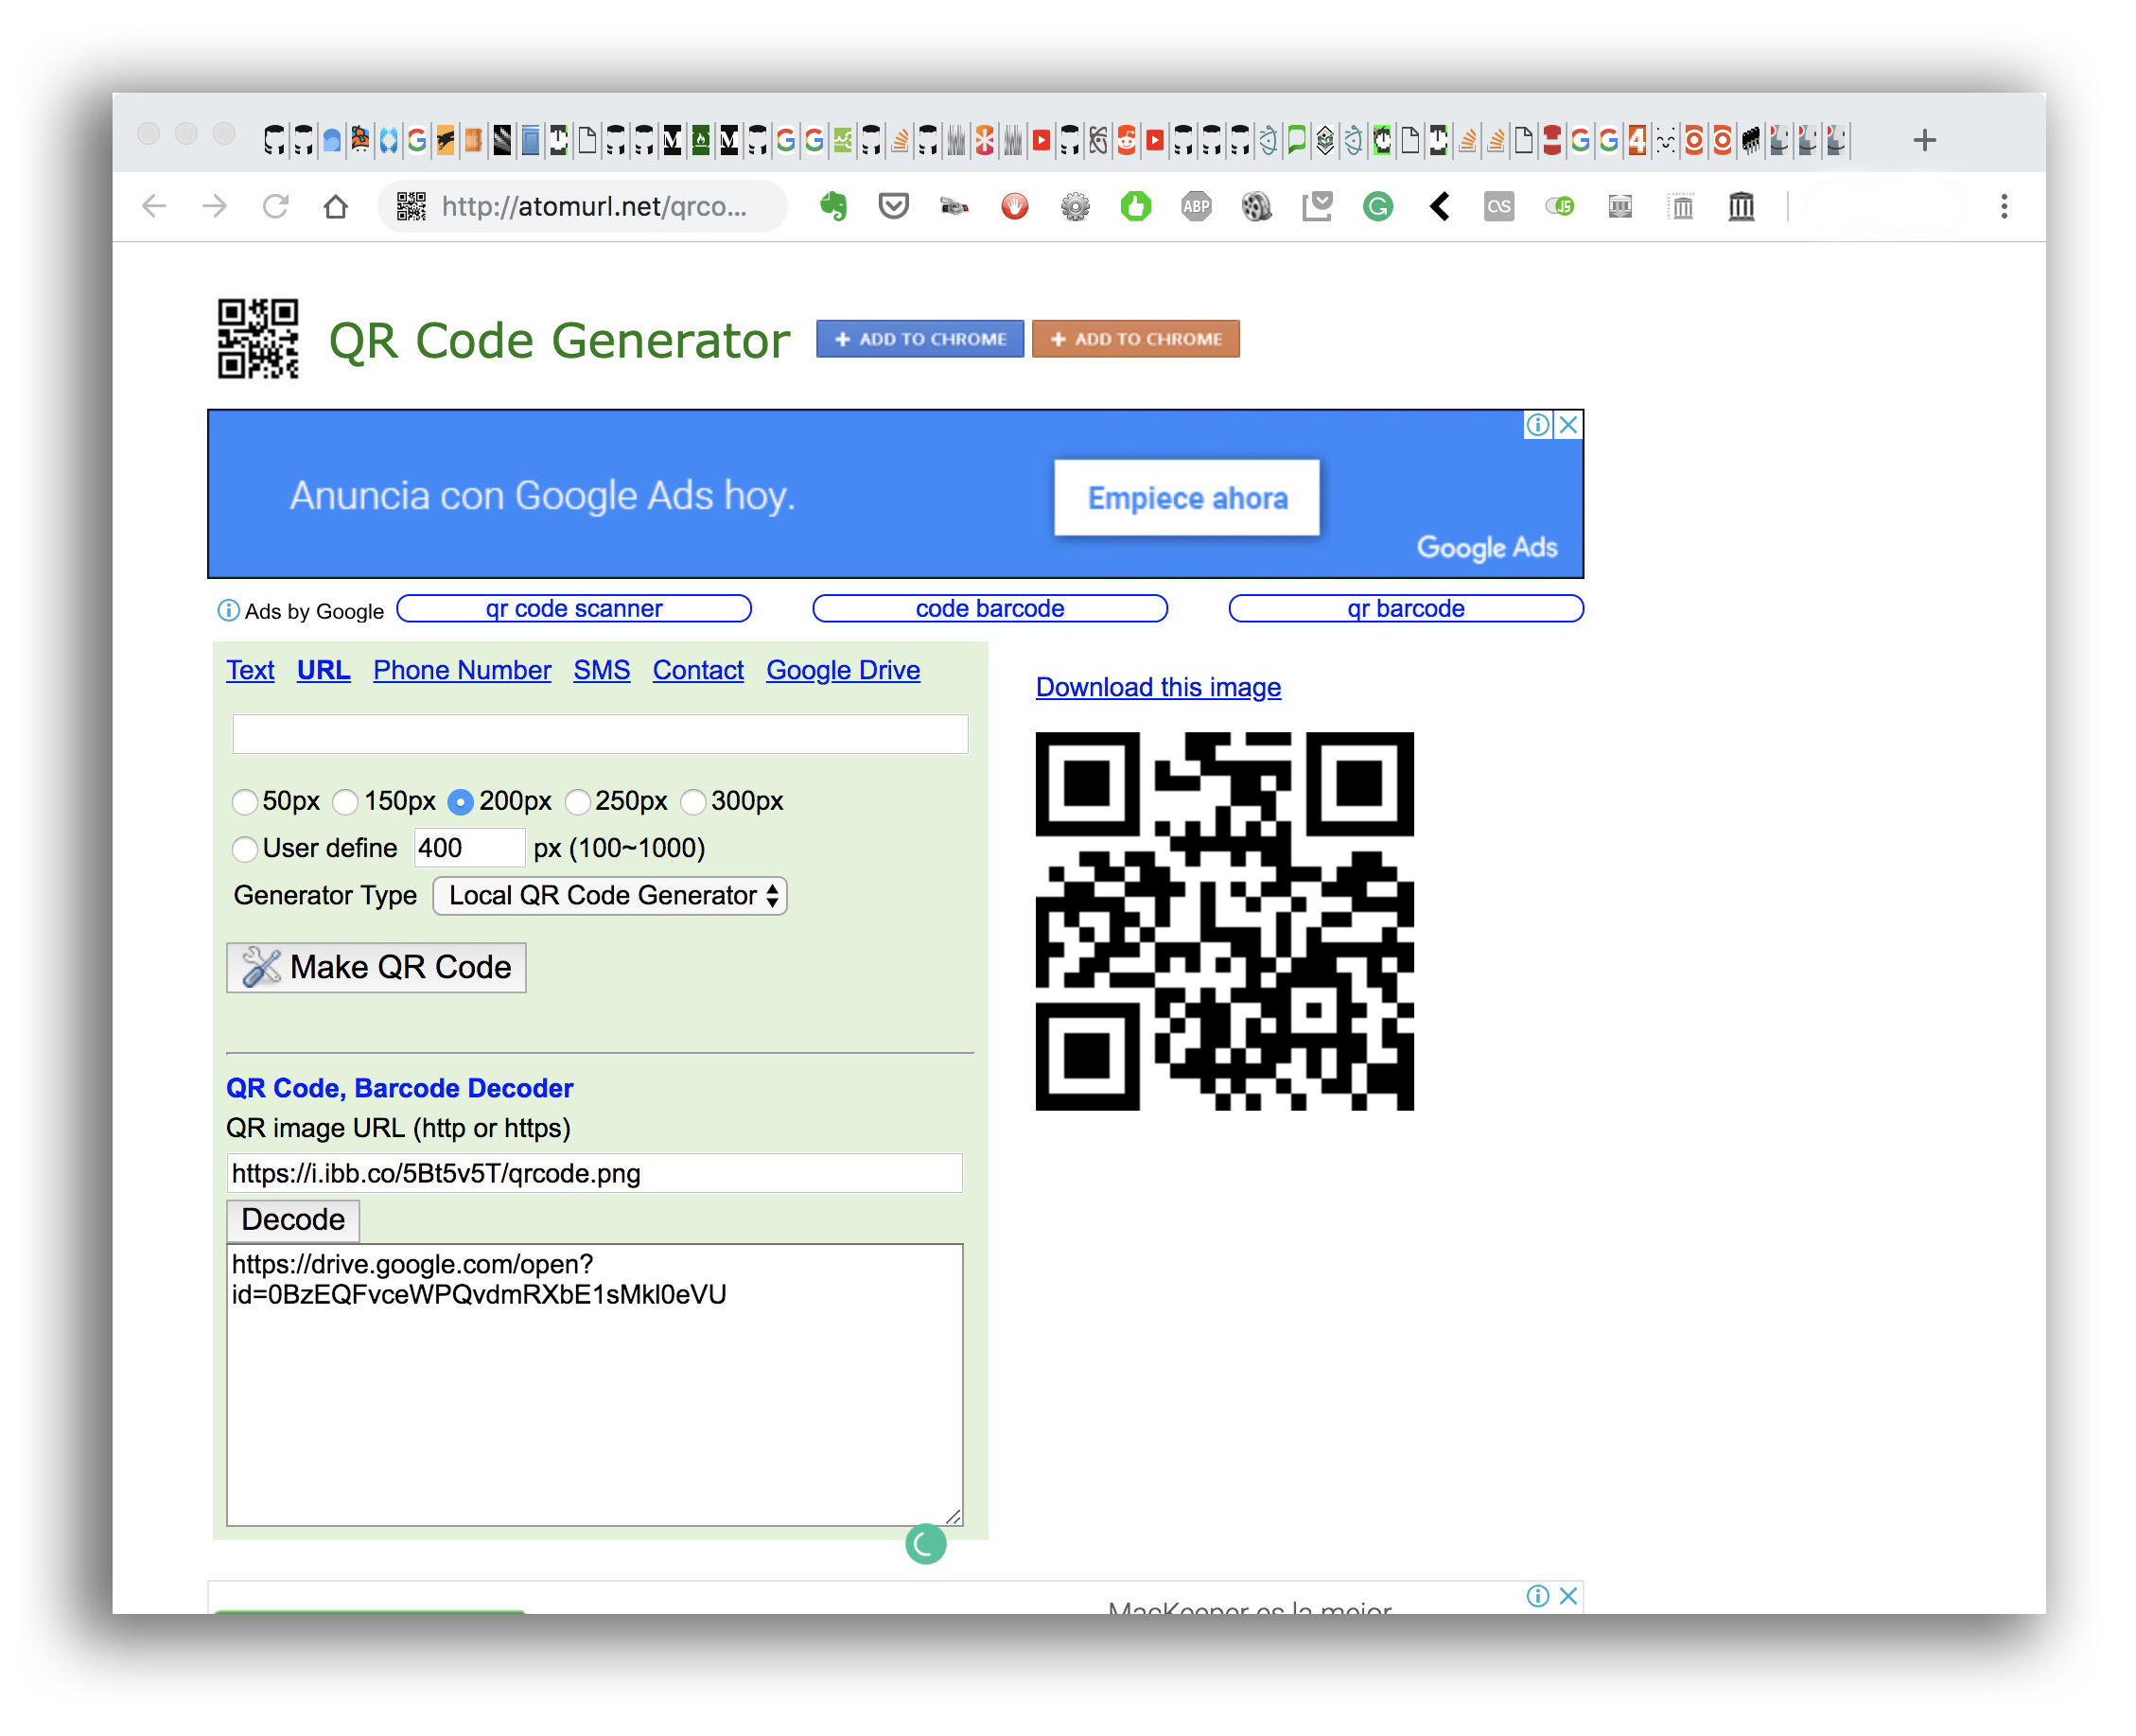 http://atomurl.net/qrco...
ABP
QR Code Generator
+ ADD TO CHROME
+ ADD TO CHROME
Anuncia con Google Ads hoy.
Empiece ahora
Google Ads
Ads by Google
qr code scanner
code barcode
qr barcode
Text URL Phone Number SMS Contact Google Drive
Download this image
50px 150px 200px 250px 300px
User define 400 px (100~1000)
Generator Type Local QR Code Generator
Make QR Code
QR Code, Barcode Decoder
QR image URL (http or https)
https://i.ibb.co/5Bt5v5T/qrcode.png
Decode
https://drive.google.com/open?
id=0BzEQFvceWPQvdmRXbE1sMkl0eVU
MacKeeper es la mejor